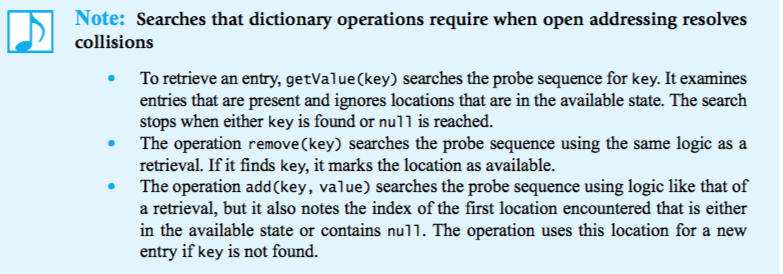 Note: Searches that dictionary operations require when open addressing resolves
collisions
• To retrieve an entry, getValue(key) searches the probe sequence for key. It examines
entries that are present and ignores locations that are in the available state. The search
stops when either key is found or null is reached.
• The operation remove(key) searches the probe sequence using the same logic as a
retrieval. If it finds key, it marks the location as available.
• The operation add(key, value) searches the probe sequence using logic like that of
a retrieval, but it also notes the index of the first location encountered that is either
in the available state or contains null. The operation uses this location for a new
entry if key is not found.